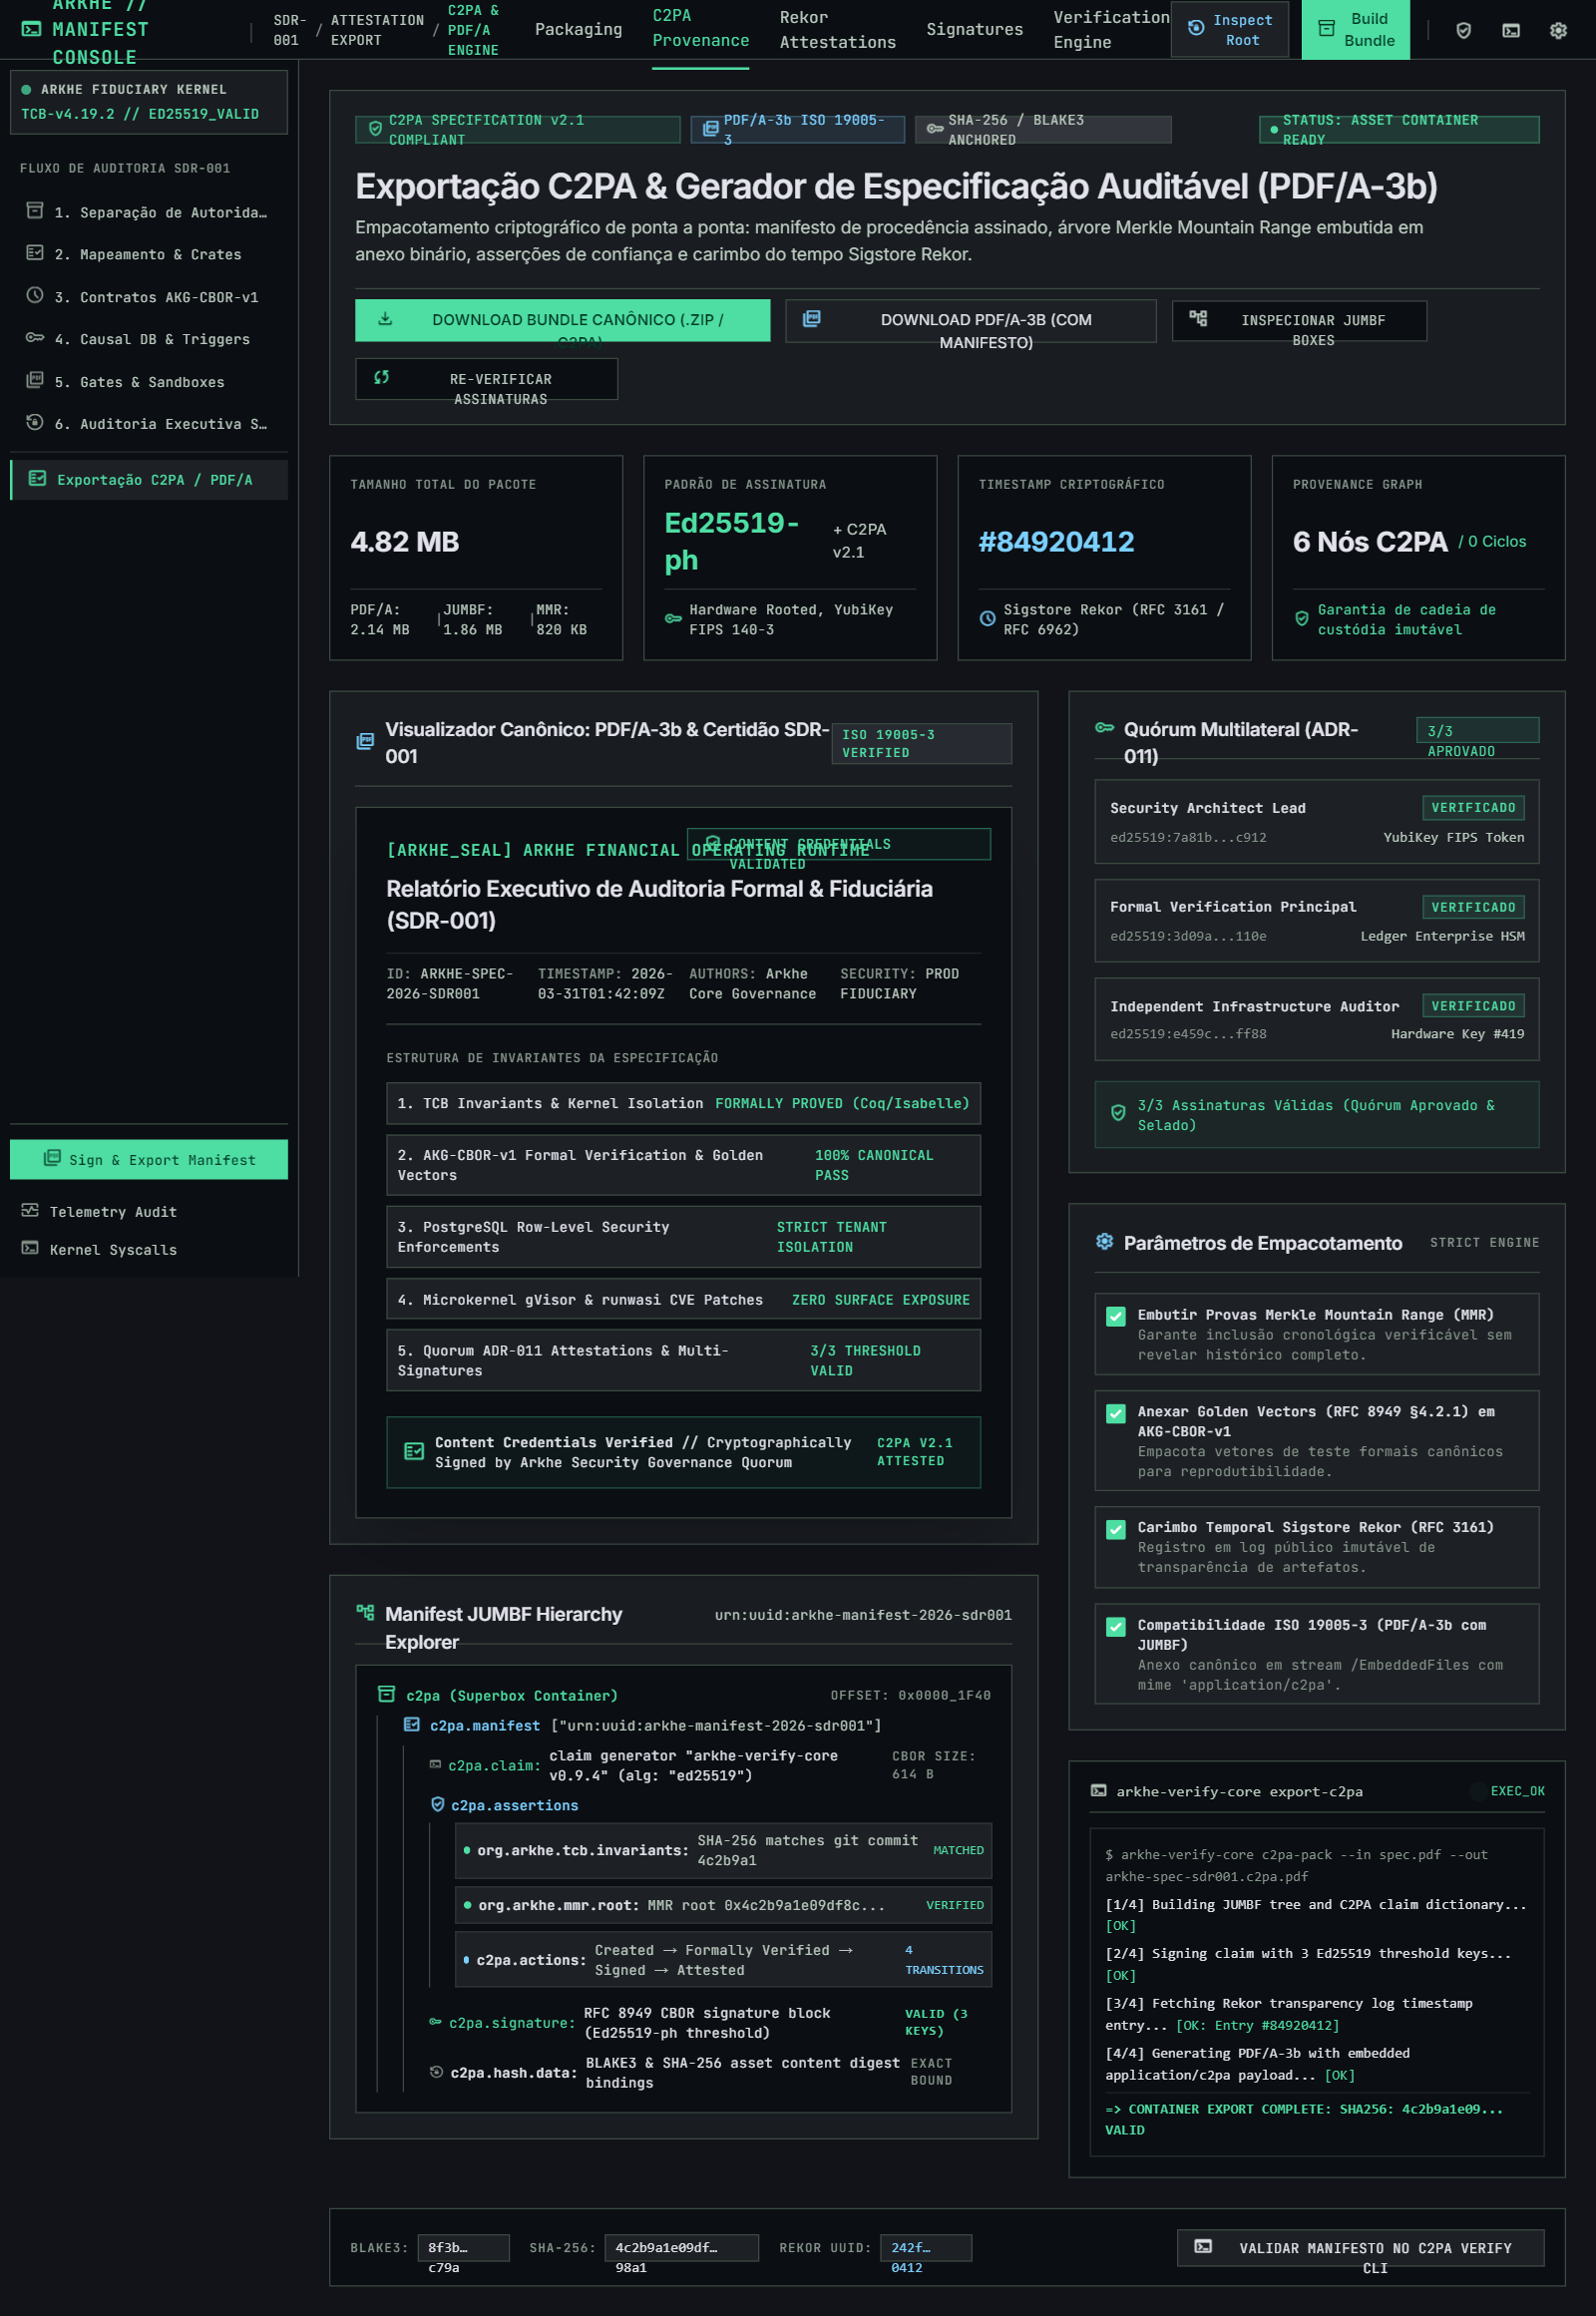 ARKHE //
MANIFEST
CONSOLE
SDR-
001
/
ATTESTATION
EXPORT
/
C2PA &
PDF/A
ENGINE
Packaging
C2PA
Provenance
Rekor
Attestations
Signatures
Verification
Engine
Inspect
Root
Build
Bundle
ARKHE FIDUCIARY KERNEL
TCB-v4.19.2 // ED25519_VALID
FLUXO DE AUDITORIA SDR-001
1. Separação de Autorida…
2. Mapeamento & Crates
3. Contratos AKG-CBOR-v1
4. Causal DB & Triggers
5. Gates & Sandboxes
6. Auditoria Executiva S…
Exportação C2PA / PDF/A
Sign & Export Manifest
Telemetry Audit
Kernel Syscalls
C2PA SPECIFICATION v2.1
COMPLIANT
PDF/A-3b ISO 19005-
3
SHA-256 / BLAKE3
ANCHORED
STATUS: ASSET CONTAINER
READY
Exportação C2PA & Gerador de Especificação Auditável (PDF/A-3b)
Empacotamento criptográfico de ponta a ponta: manifesto de procedência assinado, árvore Merkle Mountain Range embutida em
anexo binário, asserções de confiança e carimbo do tempo Sigstore Rekor.
DOWNLOAD BUNDLE CANÔNICO (.ZIP /
C2PA)
DOWNLOAD PDF/A-3B (COM
MANIFESTO)
INSPECIONAR JUMBF
BOXES
RE-VERIFICAR
ASSINATURAS
TAMANHO TOTAL DO PACOTE
4.82 MB
PDF/A:
2.14 MB
|
JUMBF:
1.86 MB
|
MMR:
820 KB
PADRÃO DE ASSINATURA
Ed25519-
ph
+ C2PA
v2.1
Hardware Rooted, YubiKey
FIPS 140-3
TIMESTAMP CRIPTOGRÁFICO
#84920412
Sigstore Rekor (RFC 3161 /
RFC 6962)
PROVENANCE GRAPH
6 Nós C2PA / 0 Ciclos
Garantia de cadeia de
custódia imutável
Visualizador Canônico: PDF/A-3b & Certidão SDR-
001
ISO 19005-3
VERIFIED
[ARKHE_SEAL] ARKHE FINANCIAL OPERATING RUNTIME
CONTENT CREDENTIALS
VALIDATED
Relatório Executivo de Auditoria Formal & Fiduciária
(SDR-001)
ID: ARKHE-SPEC-
2026-SDR001
TIMESTAMP: 2026-
03-31T01:42:09Z
AUTHORS: Arkhe
Core Governance
SECURITY: PROD
FIDUCIARY
ESTRUTURA DE INVARIANTES DA ESPECIFICAÇÃO
1. TCB Invariants & Kernel Isolation FORMALLY PROVED (Coq/Isabelle)
2. AKG-CBOR-v1 Formal Verification & Golden
Vectors
100% CANONICAL
PASS
3. PostgreSQL Row-Level Security
Enforcements
STRICT TENANT
ISOLATION
4. Microkernel gVisor & runwasi CVE Patches ZERO SURFACE EXPOSURE
5. Quorum ADR-011 Attestations & Multi-
Signatures
3/3 THRESHOLD
VALID
Content Credentials Verified // Cryptographically
Signed by Arkhe Security Governance Quorum
C2PA V2.1
ATTESTED
Manifest JUMBF Hierarchy
Explorer
urn:uuid:arkhe-manifest-2026-sdr001
c2pa (Superbox Container) OFFSET: 0x0000_1F40
c2pa.manifest ["urn:uuid:arkhe-manifest-2026-sdr001"]
c2pa.claim: claim generator "arkhe-verify-core
v0.9.4" (alg: "ed25519")
CBOR SIZE:
614 B
c2pa.assertions
org.arkhe.tcb.invariants: SHA-256 matches git commit
4c2b9a1
MATCHED
org.arkhe.mmr.root: MMR root 0x4c2b9a1e09df8c... VERIFIED
c2pa.actions: Created → Formally Verified →
Signed → Attested
4
TRANSITIONS
c2pa.signature: RFC 8949 CBOR signature block
(Ed25519-ph threshold)
VALID (3
KEYS)
c2pa.hash.data: BLAKE3 & SHA-256 asset content digest
bindings
EXACT
BOUND
Quórum Multilateral (ADR-
011)
3/3
APROVADO
Security Architect Lead VERIFICADO
ed25519:7a81b...c912 YubiKey FIPS Token
Formal Verification Principal VERIFICADO
ed25519:3d09a...110e Ledger Enterprise HSM
Independent Infrastructure Auditor VERIFICADO
ed25519:e459c...ff88 Hardware Key #419
3/3 Assinaturas Válidas (Quórum Aprovado &
Selado)
Parâmetros de Empacotamento STRICT ENGINE
Embutir Provas Merkle Mountain Range (MMR)
Garante inclusão cronológica verificável sem
revelar histórico completo.
Anexar Golden Vectors (RFC 8949 §4.2.1) em
AKG-CBOR-v1
Empacota vetores de teste formais canônicos
para reprodutibilidade.
Carimbo Temporal Sigstore Rekor (RFC 3161)
Registro em log público imutável de
transparência de artefatos.
Compatibilidade ISO 19005-3 (PDF/A-3b com
JUMBF)
Anexo canônico em stream /EmbeddedFiles com
mime 'application/c2pa'.
arkhe-verify-core export-c2pa EXEC_OK
$ arkhe-verify-core c2pa-pack --in spec.pdf --out
arkhe-spec-sdr001.c2pa.pdf
[1/4] Building JUMBF tree and C2PA claim dictionary...
[OK]
[2/4] Signing claim with 3 Ed25519 threshold keys...
[OK]
[3/4] Fetching Rekor transparency log timestamp
entry... [OK: Entry #84920412]
[4/4] Generating PDF/A-3b with embedded
application/c2pa payload... [OK]
=> CONTAINER EXPORT COMPLETE: SHA256: 4c2b9a1e09...
VALID
BLAKE3: 8f3b…
c79a
SHA-256: 4c2b9a1e09df…
98a1
REKOR UUID: 242f…
0412
VALIDAR MANIFESTO NO C2PA VERIFY
CLI